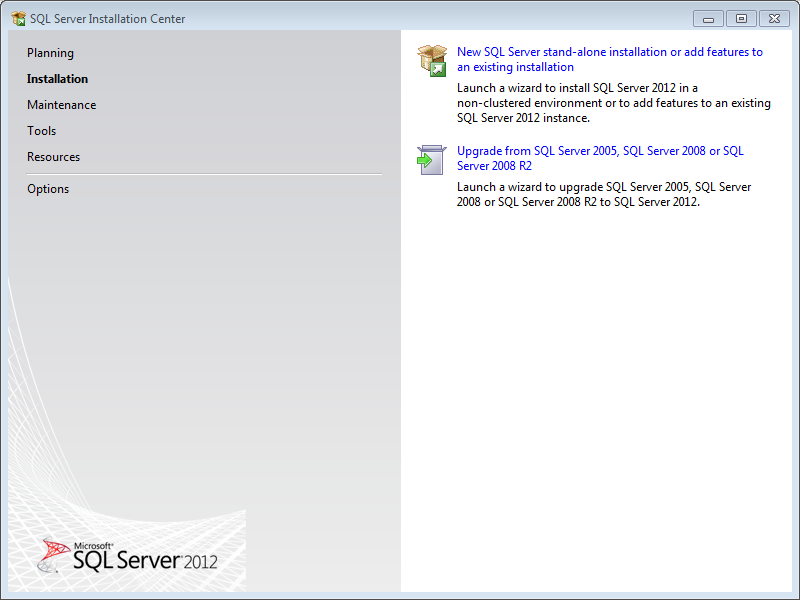 SQL Server Installation Center
Planning
Installation
Maintenance
Tools
Resources
Options
New SQL Server stand-alone installation or add features to
an existing installation
Launch a wizard to install SQL Server 2012 in a
non-clustered environment or to add features to an existing
SQL Server 2012 instance.
Upgrade from SQL Server 2005, SQL Server 2008 or SQL
Server 2008 R2
Launch a wizard to upgrade SQL Server 2005, SQL Server
2008 or SQL Server 2008 R2 to SQL Server 2012.
Microsoft®
SQL Server® 2012